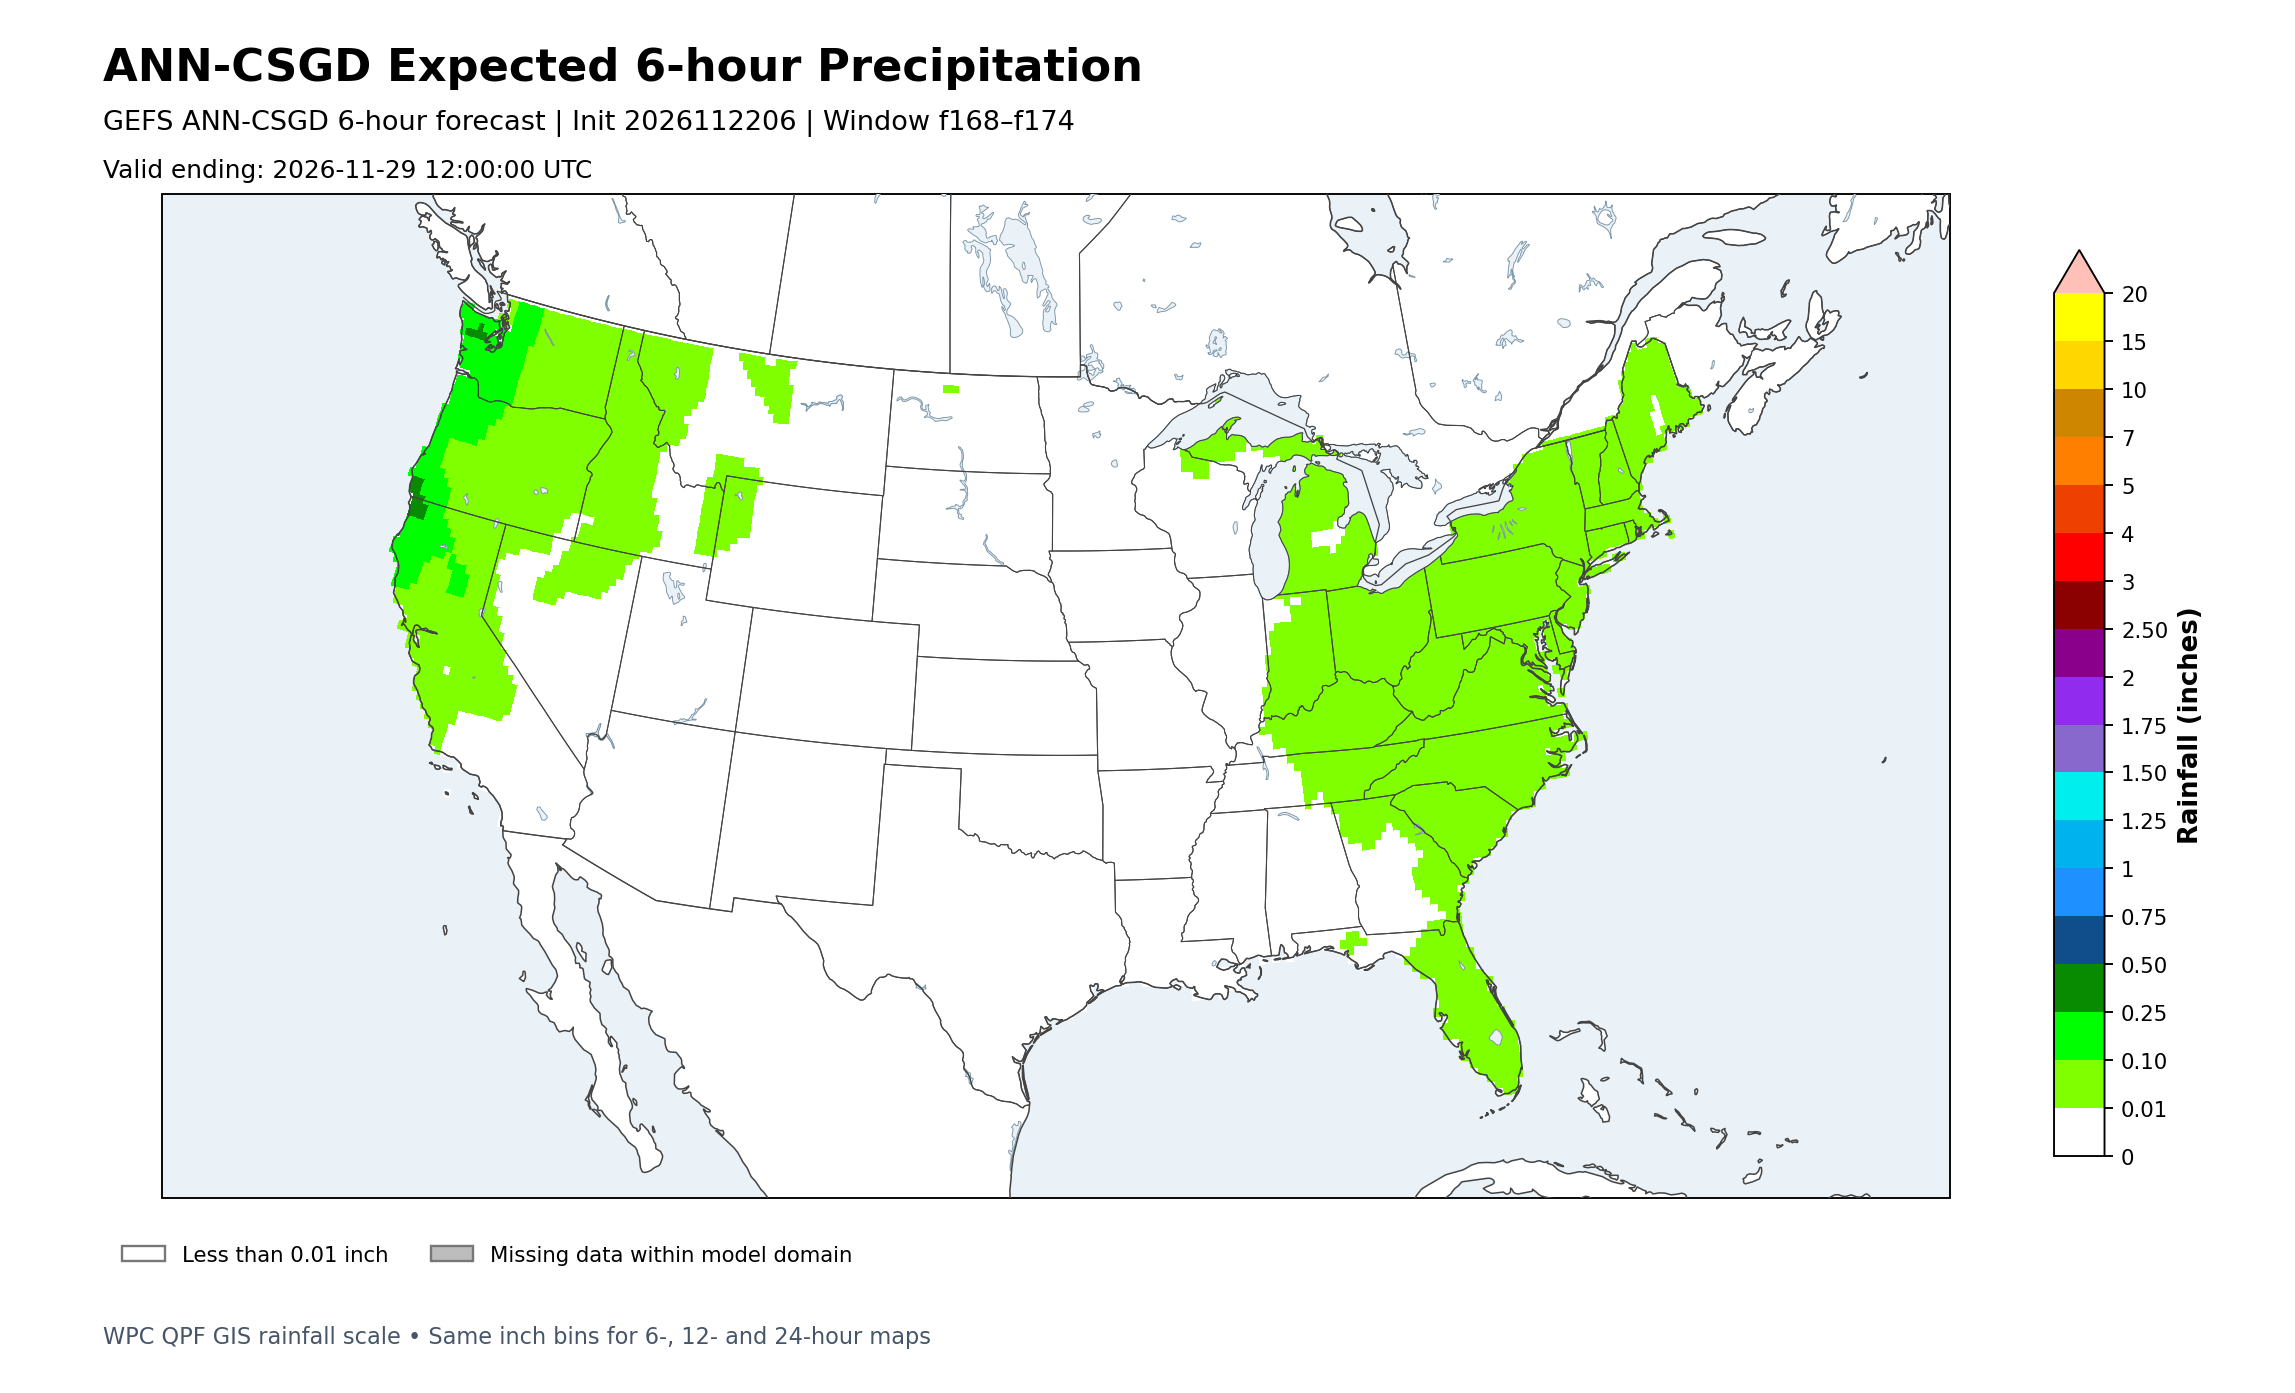 ANN-CSGD Expected 6-hour Precipitation
GEFS ANN-CSGD 6-hour forecast | Init 2026112206 | Window f168–f174
Valid ending: 2026-11-29 12:00:00 UTC
20
15
10
7
5
4
3
2.50
2
1.75
1.50
1.25
1
0.75
0.50
0.25
0.10
0.01
0
Rainfall (inches)
Less than 0.01 inch
Missing data within model domain
WPC QPF GIS rainfall scale • Same inch bins for 6-, 12- and 24-hour maps